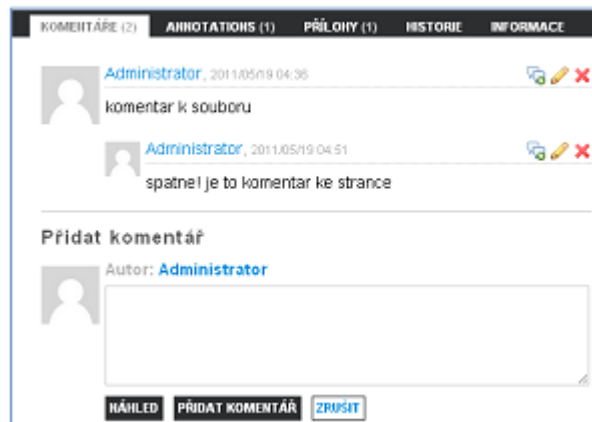 KOMENTÁŘE (2) ANNOTATIONS (1) PŘÍLOHY (1) HISTORIE INFORMACE
Administrator, 2011/05/19 04:36
komentar k souboru
Administrator, 2011/05/19 04:51
spatne! je to komentar ke strance
Přidat komentář
Autor: Administrator
NÁHLED PŘIDAT KOMENTÁŘ ZRUŠIT